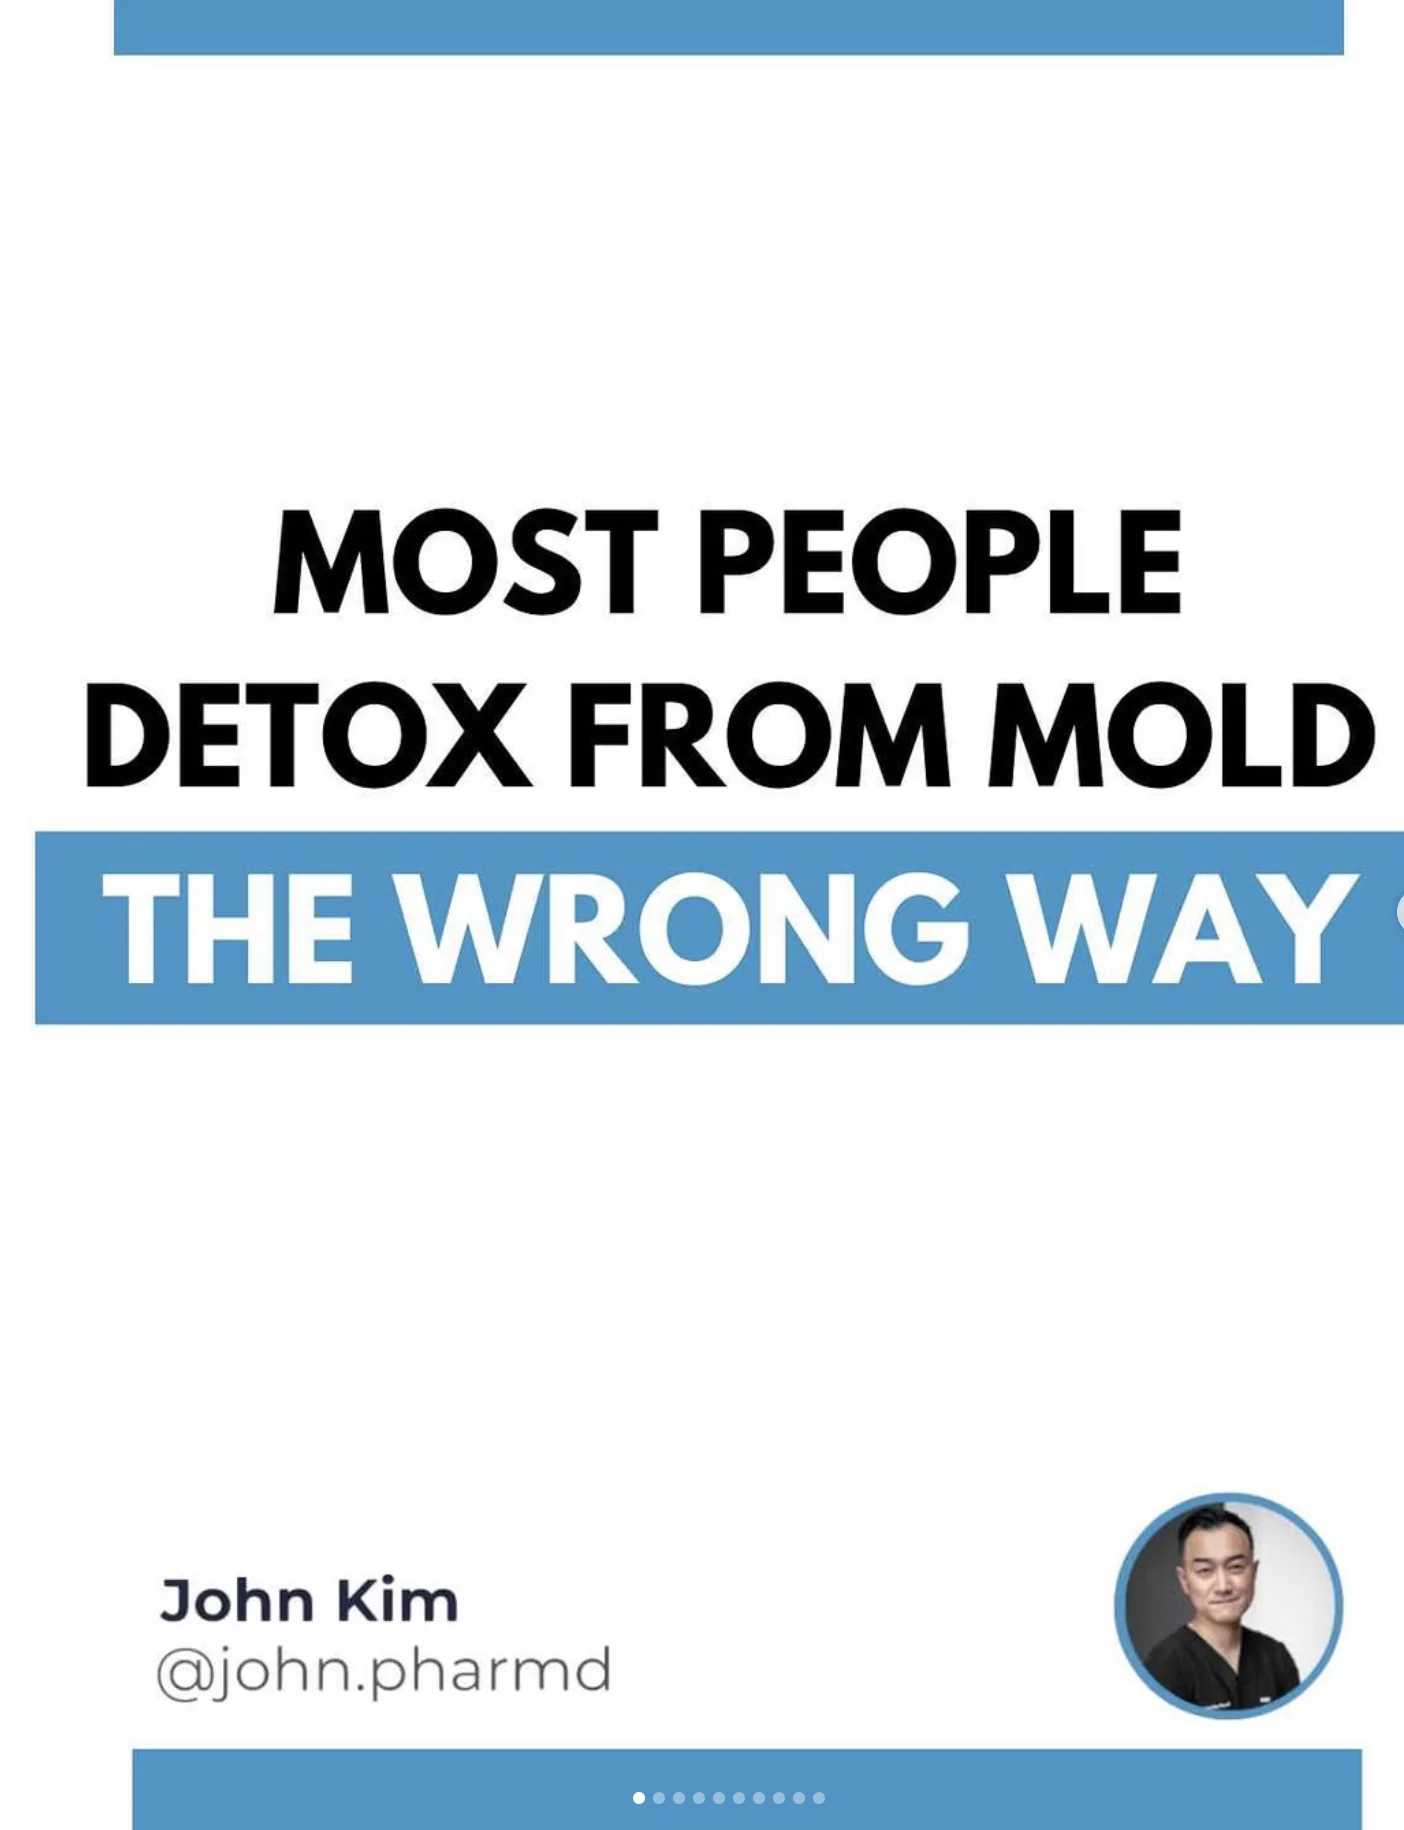 MOST PEOPLE
DETOX FROM MOLD
THE WRONG WAY
John Kim
@john.pharmd